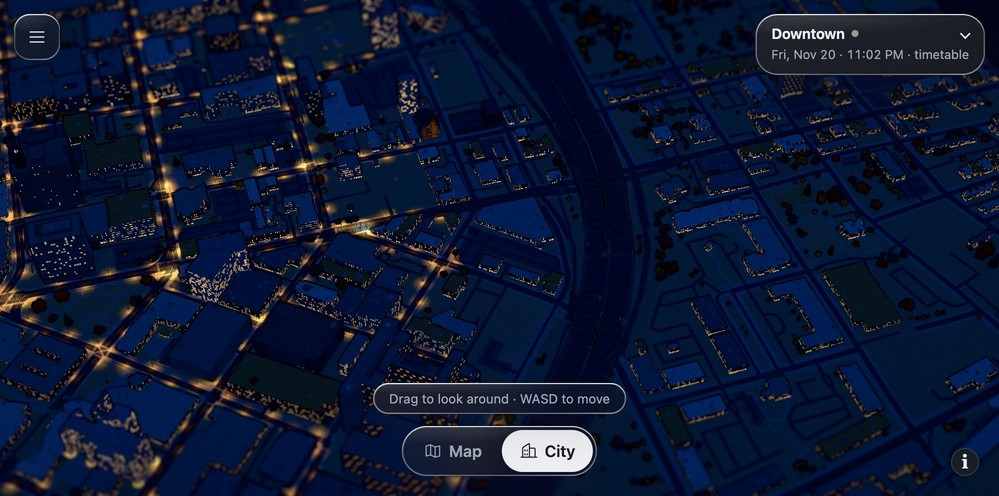 Downtown
Fri, Nov 20 · 11:02 PM · timetable
Drag to look around · WASD to move
Map
City
i